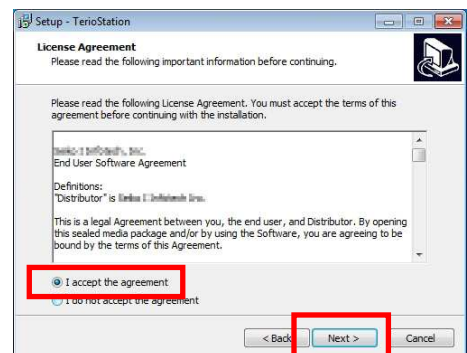 Setup - TerioStation
License Agreement
Please read the following important information before continuing.
Please read the following License Agreement. You must accept the terms of this
agreement before continuing with the installation.
End User Software Agreement
Definitions:
"Distributor" is
This is a legal Agreement between you, the end user, and Distributor. By opening
this sealed media package and/or by using the Software, you are agreeing to be
bound by the terms of this Agreement.
I accept the agreement
I do not accept the agreement
< Back Next > Cancel